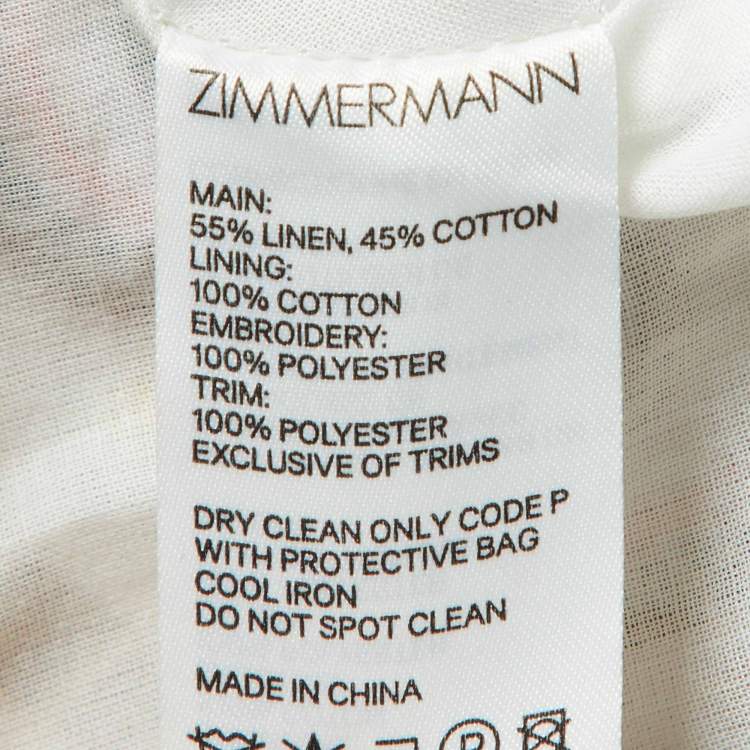 ZIMMERMANN
MAIN:
55% LINEN, 45% COTTON
LINING:
100% COTTON
EMBROIDERY:
100% POLYESTER
TRIM:
100% POLYESTER
EXCLUSIVE OF TRIMS
DRY CLEAN ONLY CODE P
WITH PROTECTIVE BAG
COOL IRON
DO NOT SPOT CLEAN
MADE IN CHINA
P